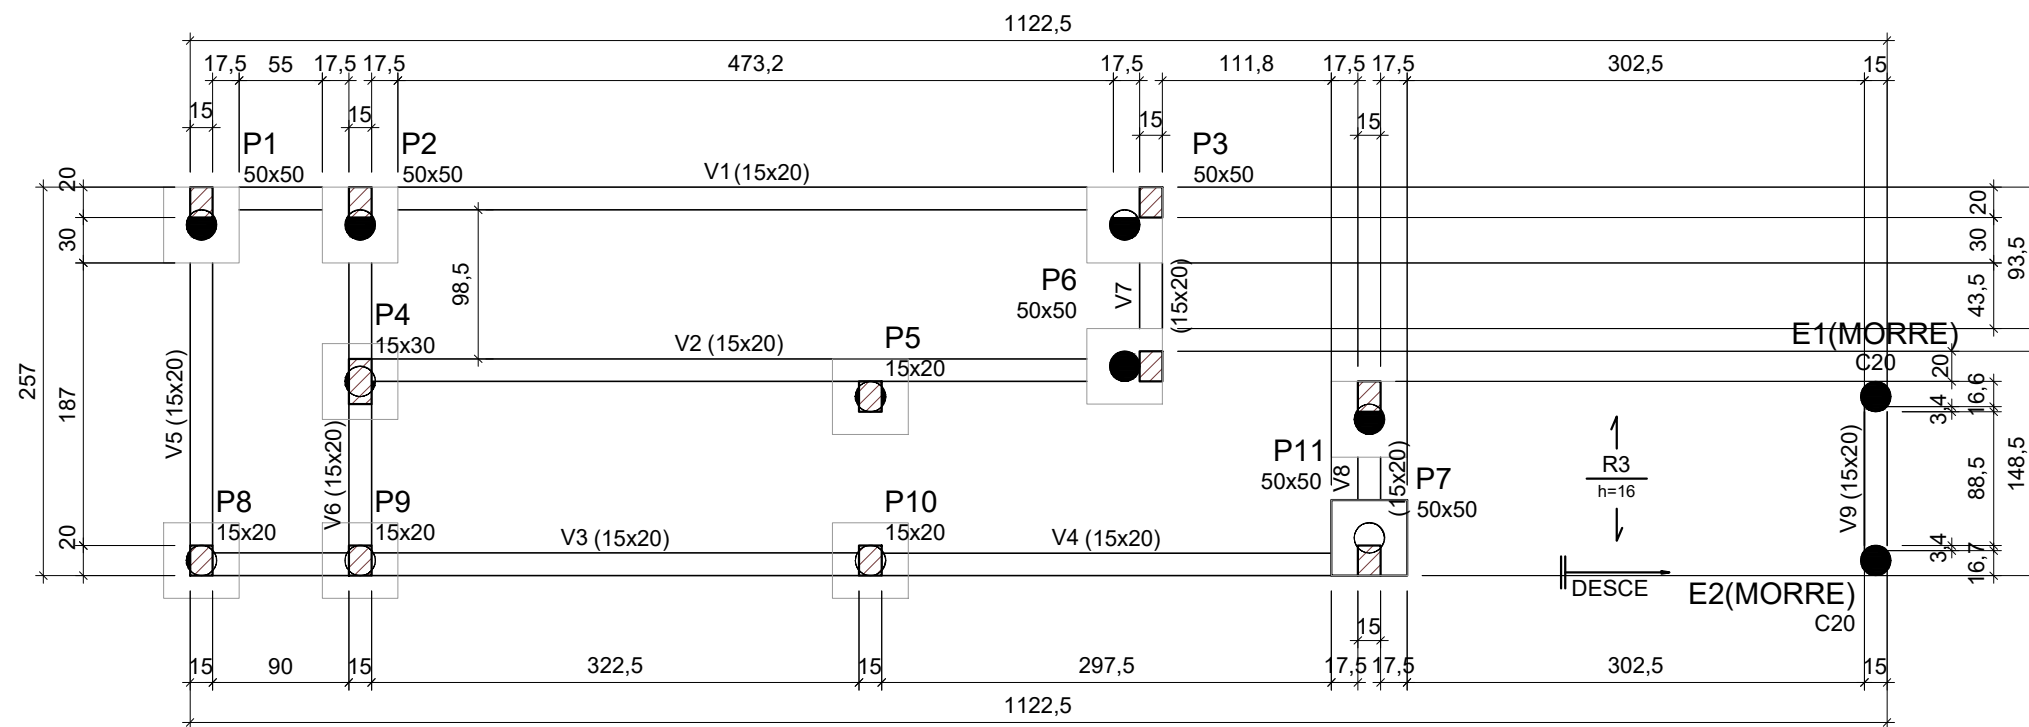 1122,5
17,5 55 17,5 17,5 473,2 17,5 111,8 17,5 17,5 302,5 15
15 15 15 15
P1 P2 P3
50x50 50x50 50x50
V1 (15x20)
20 20
30 30
93,5
98,5
P6
50x50
V7
(15x20)
43,5
P4
15x30
V2 (15x20)
P5
15x20
E1(MORRE)
C20
20
257
187
V5 (15x20)
V6 (15x20)
16,6
3,4
P11
50x50
V8
(15x20)
P7
50x50
R3
h=16
V9 (15x20)
88,5
148,5
P8 P9 P10
15x20 15x20 15x20
V3 (15x20)
V4 (15x20)
20
3,4
16,7
DESCE
E2(MORRE)
C20
15
15 90 15 322,5 15 297,5 17,5 17,5 302,5 15
1122,5